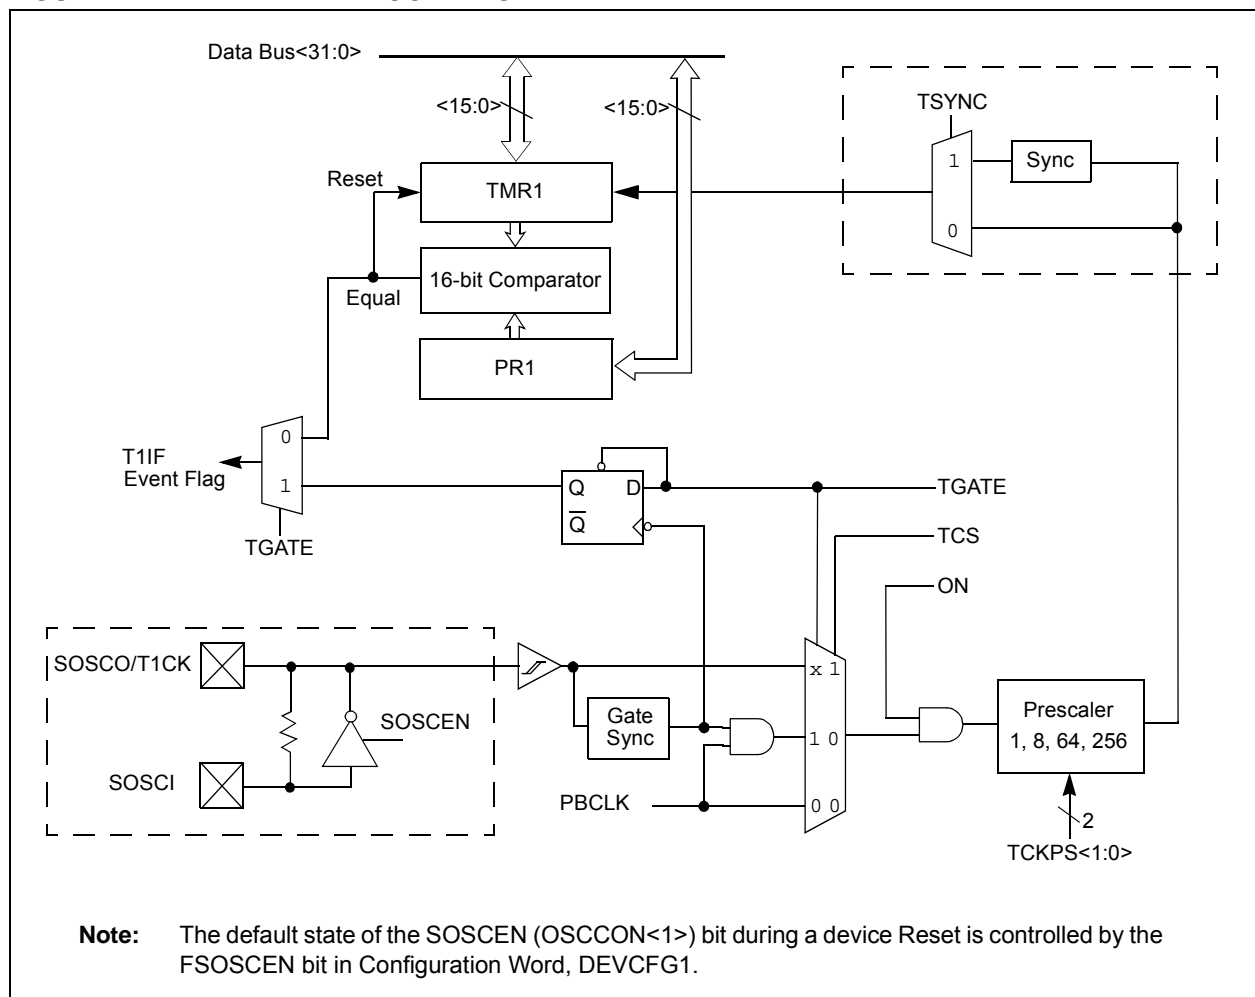 Data Bus<31:0>
<15:0>
<15:0>
TSYNC
1
Sync
0
Reset
TMR1
16-bit Comparator
Equal
PR1
0
T1IF
Event Flag
1
TGATE
Q
D
Q
TGATE
TCS
ON
SOSCO/T1CK
SOSCEN
SOSCI
Gate
Sync
x 1
1 0
0 0
PBCLK
Prescaler
1, 8, 64, 256
2
TCKPS<1:0>
Note: The default state of the SOSCEN (OSCCON<1>) bit during a device Reset is controlled by the
FSOSCEN bit in Configuration Word, DEVCFG1.